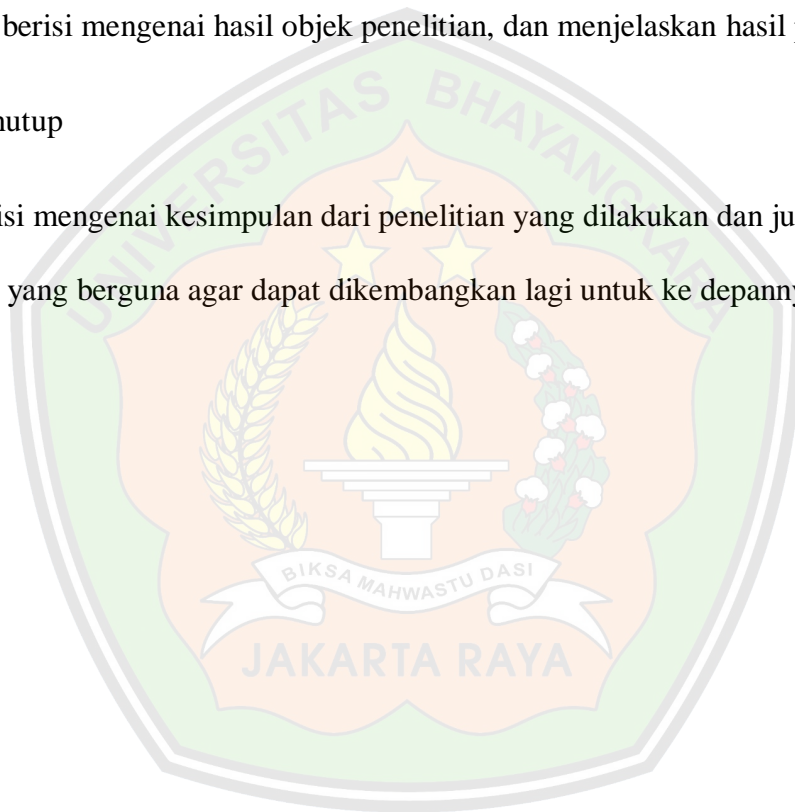 berisi mengenai hasil objek penelitian, dan menjelaskan hasil
nutup
isi mengenai kesimpulan dari penelitian yang dilakukan dan ju
yang berguna agar dapat dikembangkan lagi untuk ke depanny
UNIVERSITAS BHAYANGKARA
BIKSA MAHWASTU DASI
JAKARTA RAYA